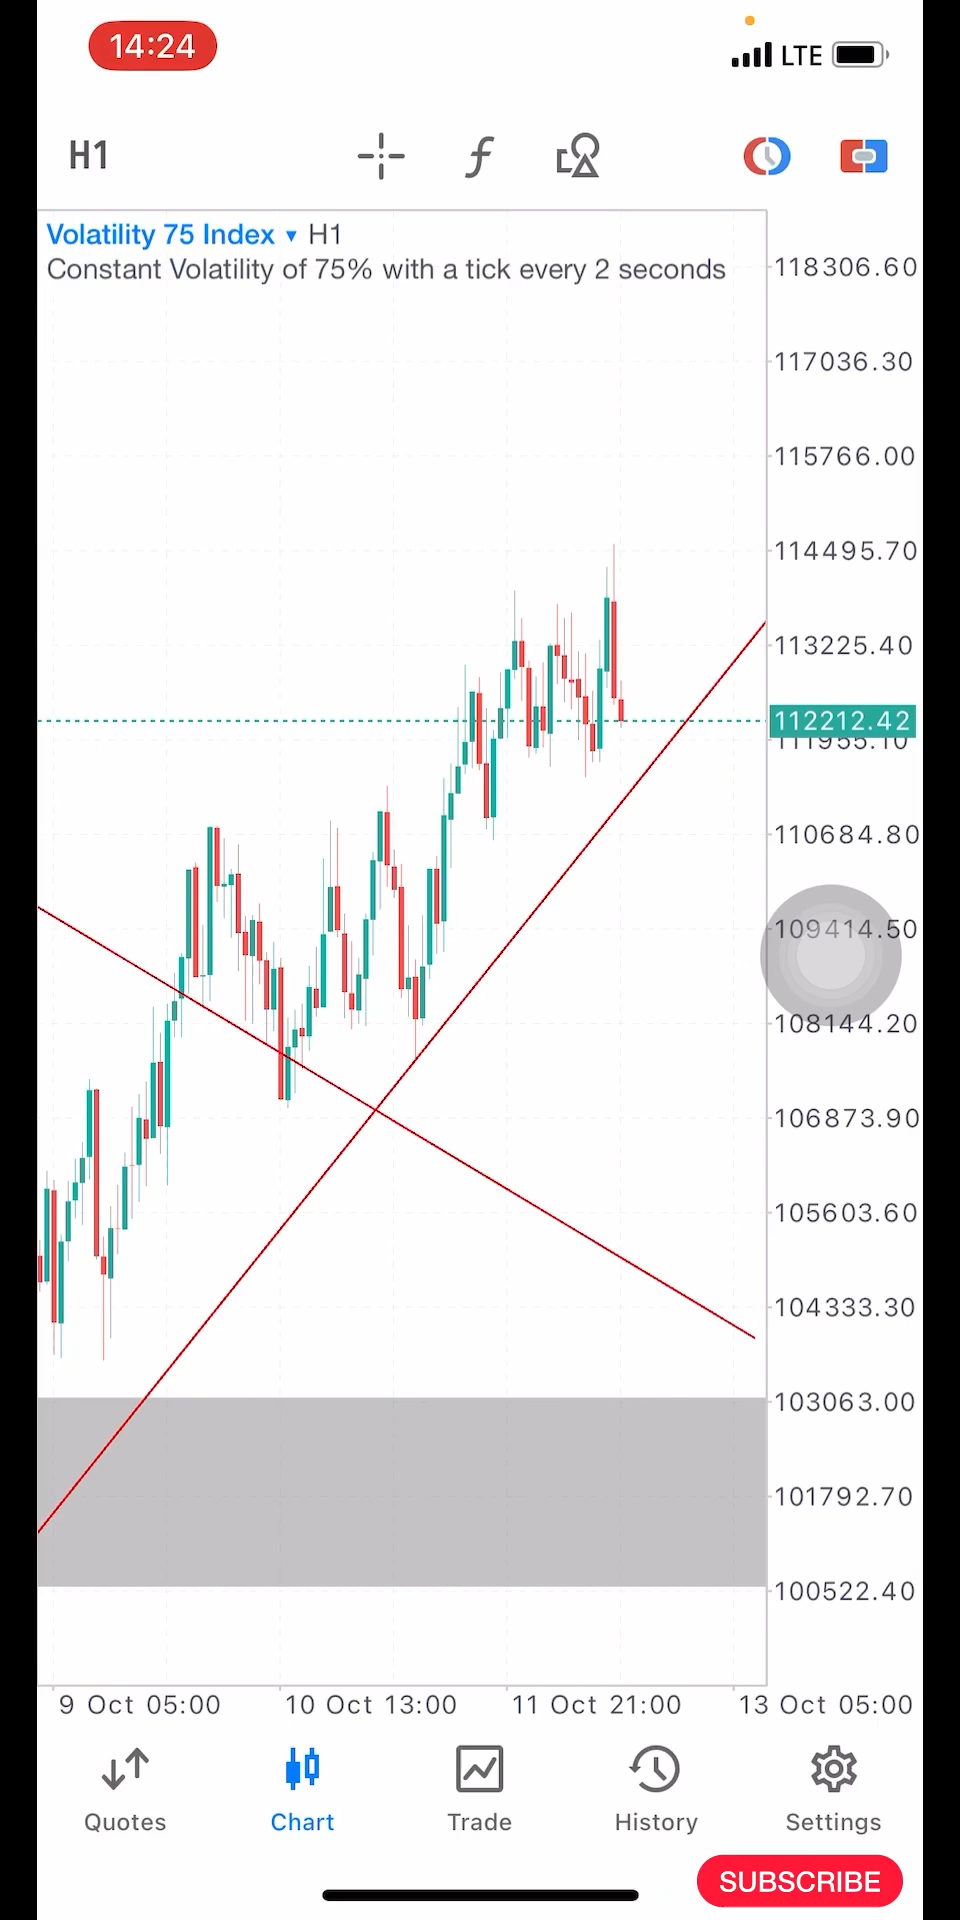 14:24
LTE
H1
f
Volatility 75 Index ▾ H1
Constant Volatility of 75% with a tick every 2 seconds
118306.60
117036.30
115766.00
114495.70
113225.40
112212.42
111955.10
110684.80
109414.50
108144.20
106873.90
105603.60
104333.30
103063.00
101792.70
100522.40
9 Oct 05:00 10 Oct 13:00 11 Oct 21:00 13 Oct 05:00
Quotes Chart Trade History Settings
SUBSCRIBE